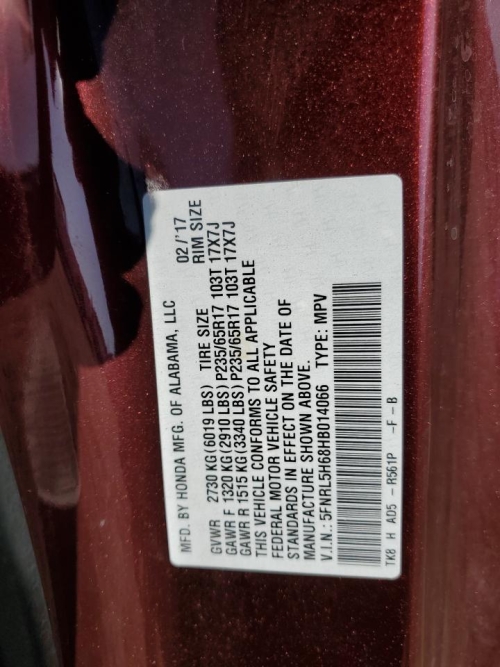 MFD. BY HONDA MFG. OF ALABAMA, LLC 02/'17
GVWR 2730 KG (6019 LBS) TIRE SIZE RIM SIZE
GAWR F 1320 KG (2910 LBS) P235/65R17 103T 17X7J
GAWR R 1515 KG (3340 LBS) P235/65R17 103T 17X7J
THIS VEHICLE CONFORMS TO ALL APPLICABLE
FEDERAL MOTOR VEHICLE SAFETY
STANDARDS IN EFFECT ON THE DATE OF
MANUFACTURE SHOWN ABOVE.
V.I.N.: 5FNRL5H68HB014066 TYPE: MPV
TK8 H AD5 - R561P -F-B